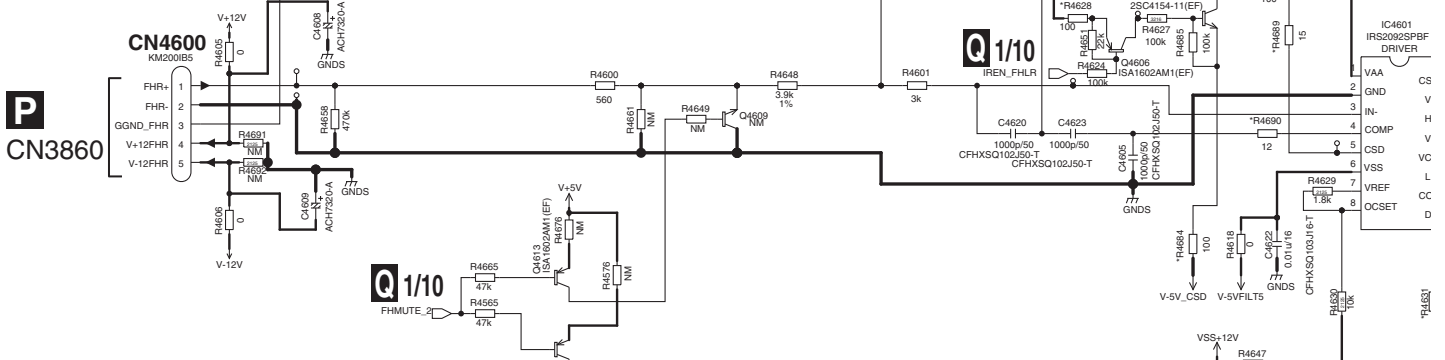 V+12V
R4605
0
C4608
ACH7320-A
GNDS
CN4600
KM200IB5
P
CN3860
FHR+
FHR-
GGND_FHR
V+12FHR
V-12FHR
1
2
3
4
5
R4691
NM
R4692
NM
R4606
0
V-12V
C4609
ACH7320-A
GNDS
R4658
470k
R4600
560
R4661
NM
R4649
NM
Q4609
NM
R4648
3.9k
1%
R4601
3k
V+5V
R4676
NM
Q4613
ISA1602AM1(EF)
R4576
NM
Q 1/10
FHMUTE_2
R4665
47k
R4565
47k
Q 1/10
IREN_FHLR
*R4628
100
R4651
22k
R4624
100k
Q4606
ISA1602AM1(EF)
2SC4154-11(EF)
R4627
100k
R4685
100k
*R4689
15
C4620
1000p/50
CFHXSQ102J50-T
C4623
1000p/50
CFHXSQ102J50-T
C4605
1000p/50
CFHXSQ102J50-T
GNDS
*R4690
12
IC4601
IRS2092SPBF
DRIVER
1
VAA
2
GND
3
IN-
4
COMP
5
CSD
6
VSS
7
VREF
8
OCSET
CS
V
H
V
VC
L
CO
D
R4629
1.8k
*R4684
100
V-5V_CSD
R4618
0
V-5VFILT5
C4622
0.01u/16
CFHXSQ103J16-T
GNDS
R4630
10k
*R4631
VSS+12V
R4647